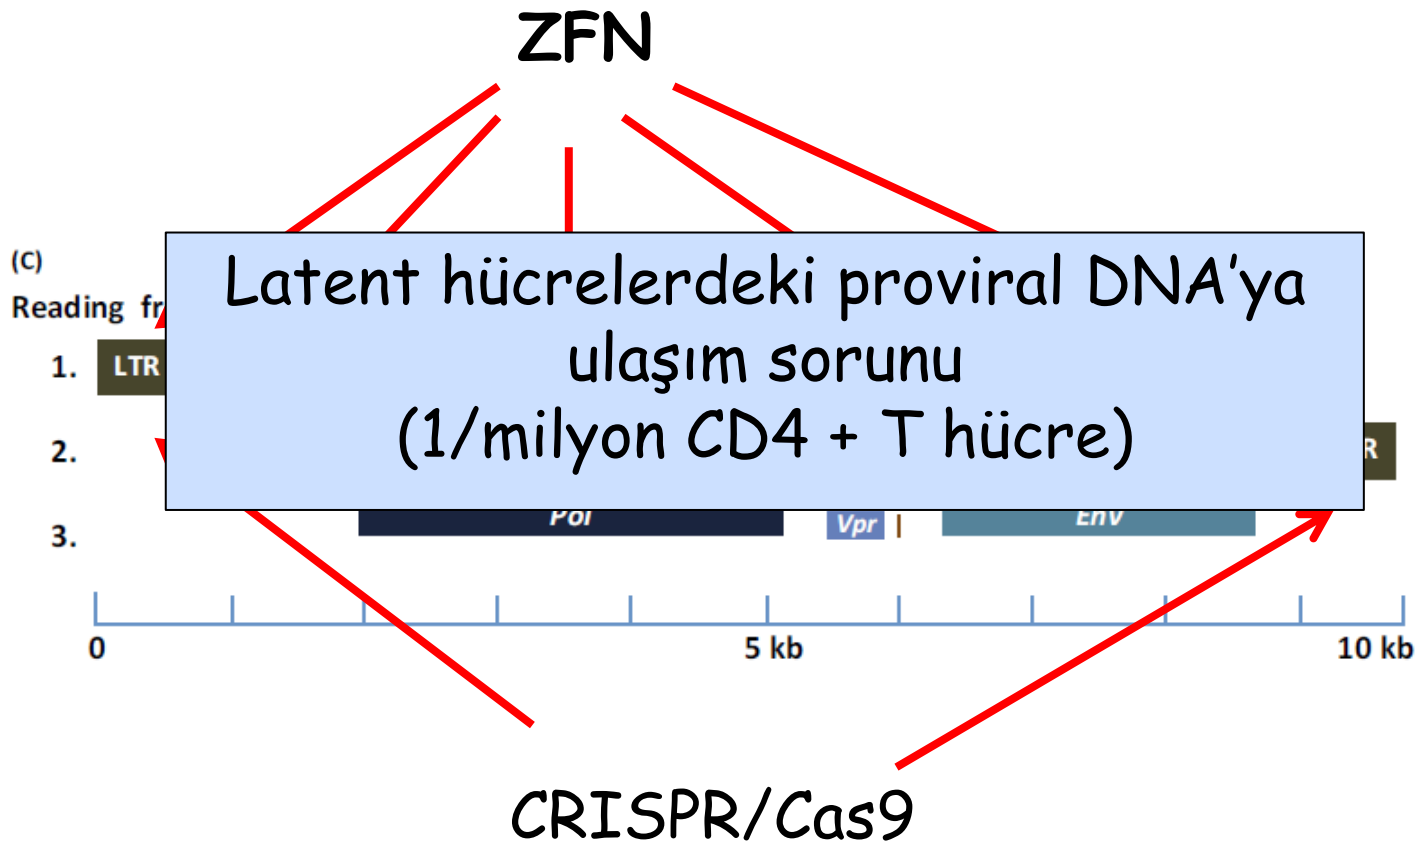 ZFN
(C)
Reading fr
Latent hücrelerdeki proviral DNA’ya
ulaşım sorunu
(1/milyon CD4 + T hücre)
1. LTR
2. R
3. Pol Vpr Env
0 5 kb 10 kb
CRISPR/Cas9